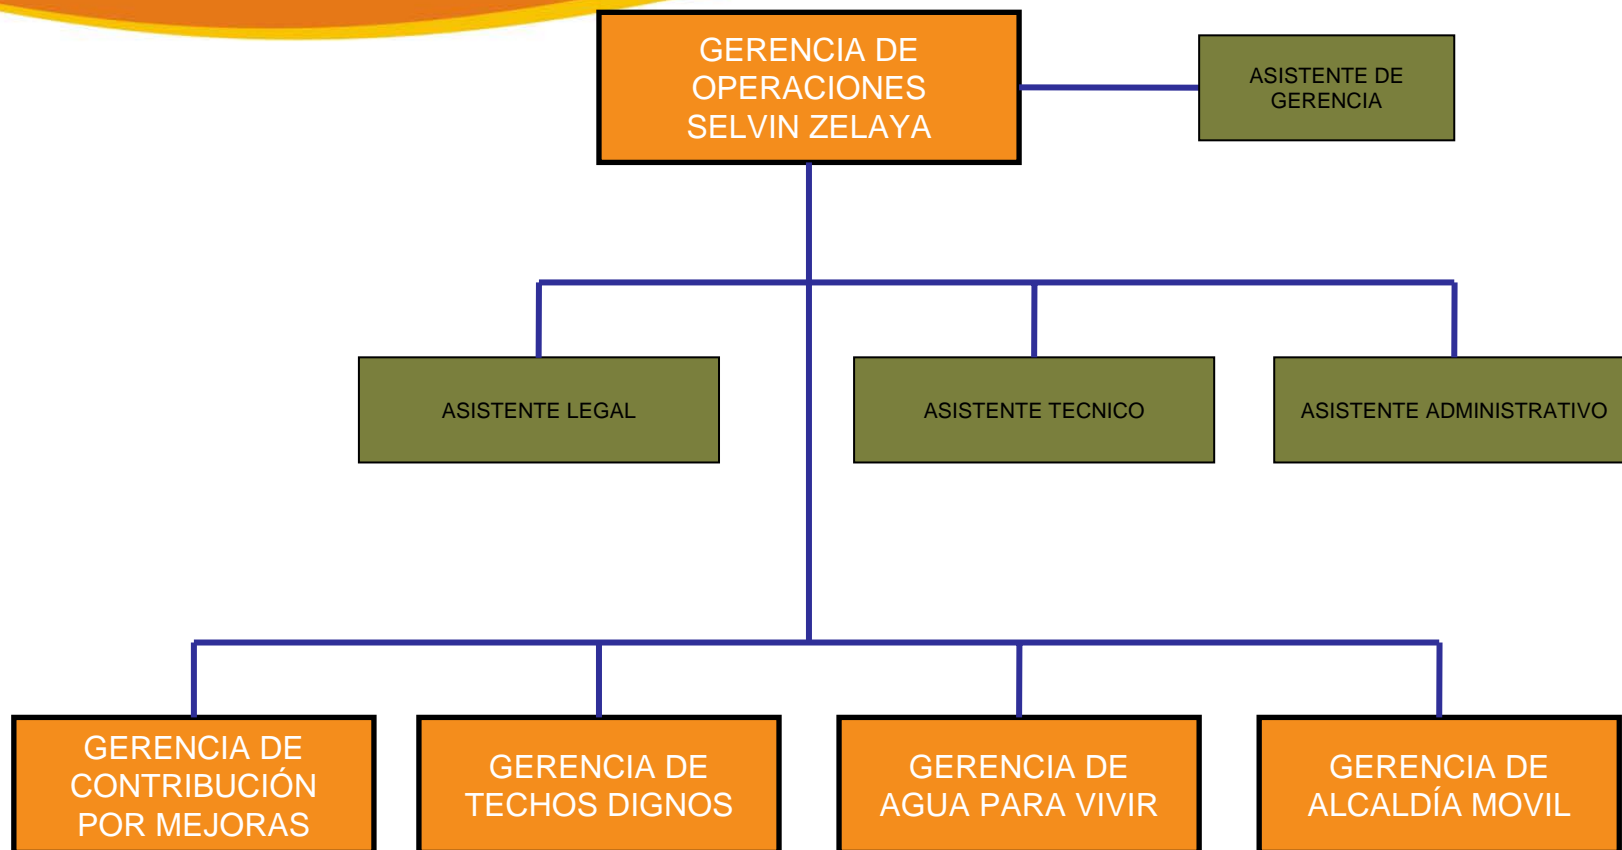 GERENCIA DE
OPERACIONES
SELVIN ZELAYA
ASISTENTE DE
GERENCIA
ASISTENTE LEGAL
ASISTENTE TECNICO
ASISTENTE ADMINISTRATIVO
GERENCIA DE
CONTRIBUCIÓN
POR MEJORAS
GERENCIA DE
TECHOS DIGNOS
GERENCIA DE
AGUA PARA VIVIR
GERENCIA DE
ALCALDÍA MOVIL